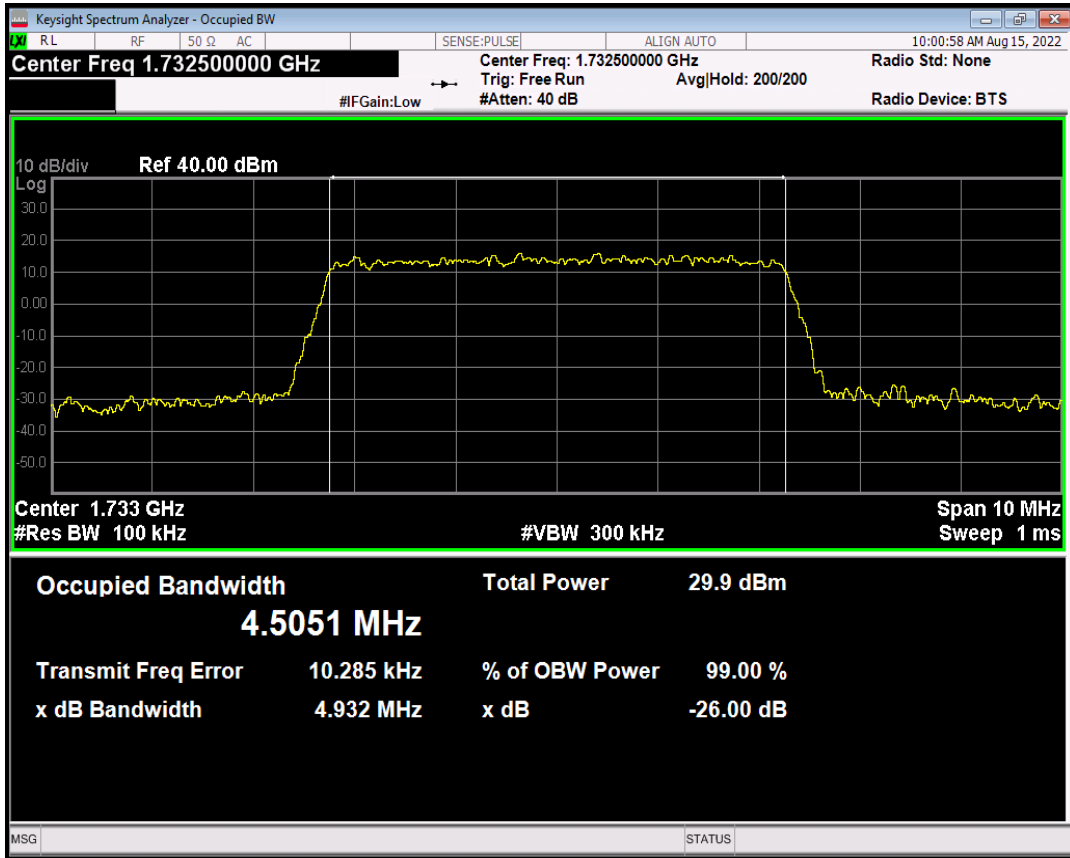 Keysight Spectrum Analyzer - Occupied BW
LXI RL RF 50 Ω AC SENSE:PULSE ALIGN AUTO 10:00:58 AM Aug 15, 2022
Center Freq 1.732500000 GHz
Center Freq: 1.732500000 GHz Radio Std: None
Trig: Free Run Avg|Hold: 200/200
#IFGain:Low #Atten: 40 dB Radio Device: BTS
10 dB/div Ref 40.00 dBm
Log
30.0
20.0
10.0
0.00
-10.0
-20.0
-30.0
-40.0
-50.0
Center 1.733 GHz Span 10 MHz
#Res BW 100 kHz #VBW 300 kHz Sweep 1 ms
Occupied Bandwidth Total Power 29.9 dBm
4.5051 MHz
Transmit Freq Error 10.285 kHz % of OBW Power 99.00 %
x dB Bandwidth 4.932 MHz x dB -26.00 dB
MSG STATUS